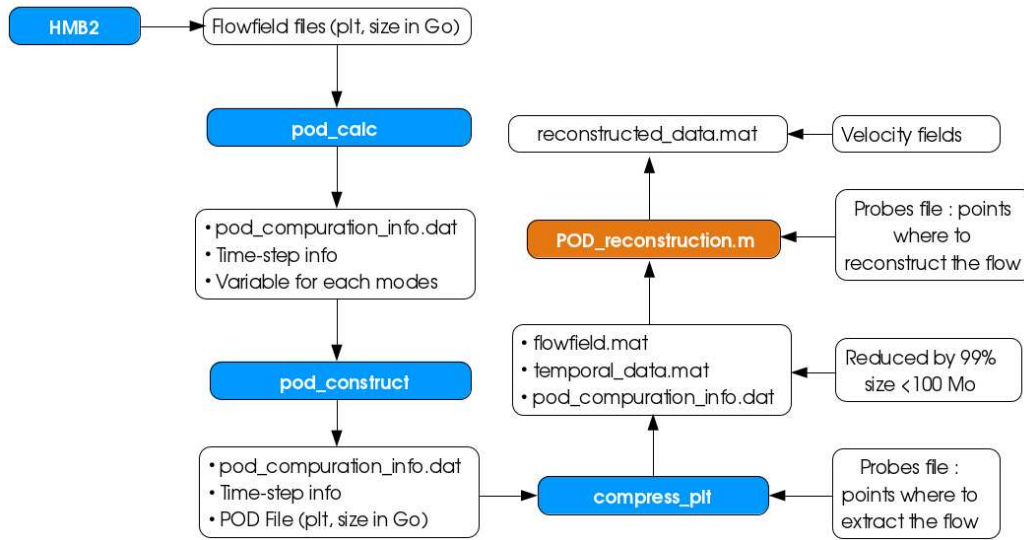 HMB2
Flowfield files (plt, size in Go)
pod_calc
• pod_compuration_info.dat
• Time-step info
• Variable for each modes
pod_construct
• pod_compuration_info.dat
• Time-step info
• POD File (plt, size in Go)
compress_plt
Probes file :
points where to
extract the flow
• flowfield.mat
• temporal_data.mat
• pod_compuration_info.dat
Reduced by 99%
size <100 Mo
POD_reconstruction.m
Probes file : points
where to
reconstruct the flow
reconstructed_data.mat
Velocity fields